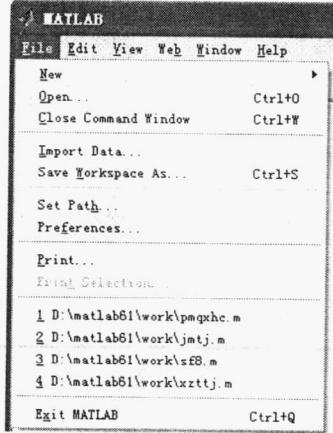 MATLAB
File Edit View Web Window Help
New
Open... Ctrl+O
Close Command Window Ctrl+W
Import Data...
Save Workspace As... Ctrl+S
Set Path...
Preferences...
Print...
Print Selection...
1 D:\matlab61\work\pmqxhc.m
2 D:\matlab61\work\jmtj.m
3 D:\matlab61\work\sf8.m
4 D:\matlab61\work\xzttj.m
Exit MATLAB Ctrl+Q